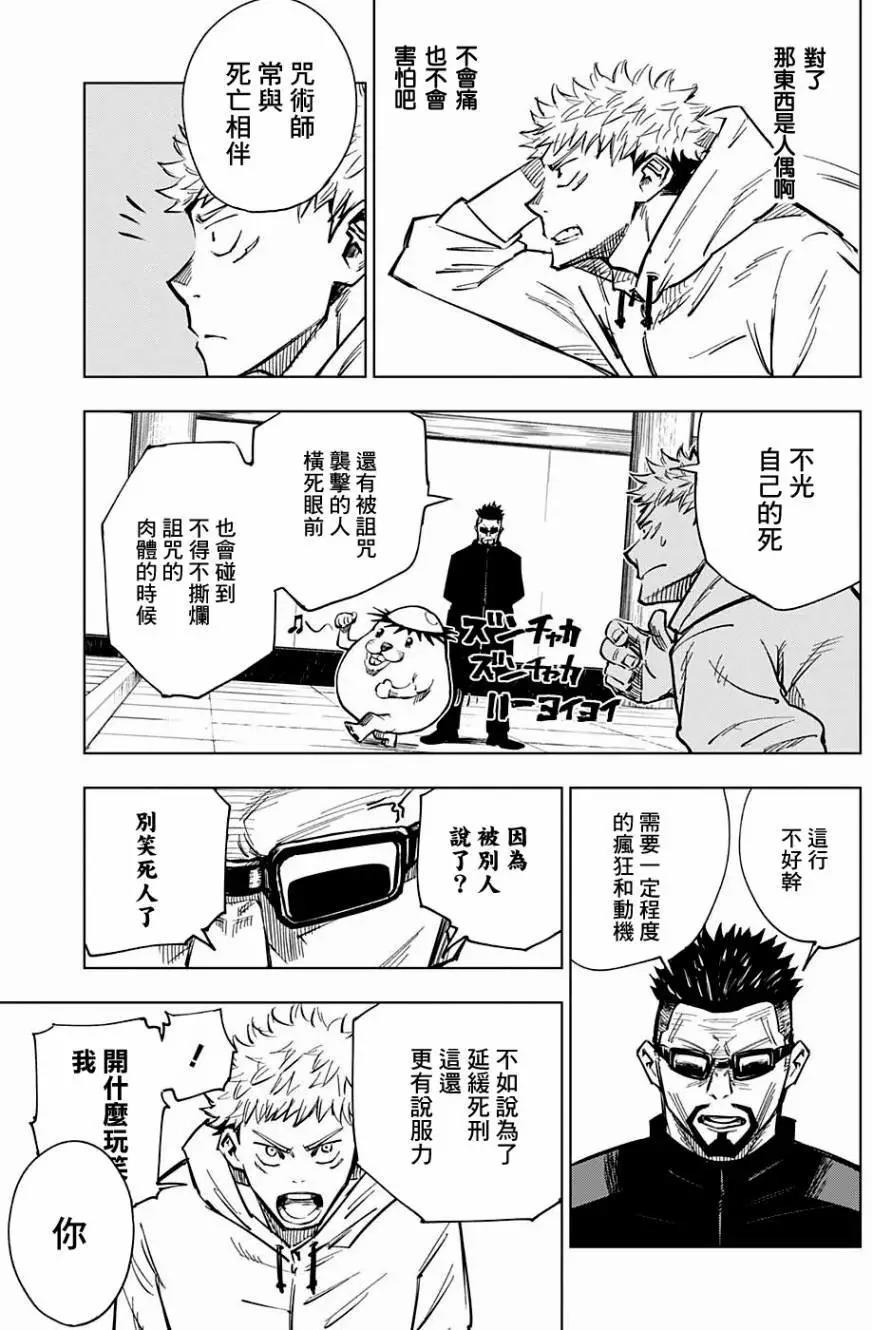 對了
那東西是人偶啊
不會痛
也不會
害怕吧
咒術師
常與
死亡相伴
不光
自己的死
還有被詛咒
襲擊的人
橫死眼前
也會碰到
不得不撕爛
詛咒的
肉體的時候
ズンチャカ
ズンチャカ
ハーヨイヨイ
這行
不好幹
需要一定程度
的瘋狂和動機
因為
被別人
說了？
別笑死人了
不如說為了
延緩死刑
這還
更有說服力
！
開什麼玩笑
我
你